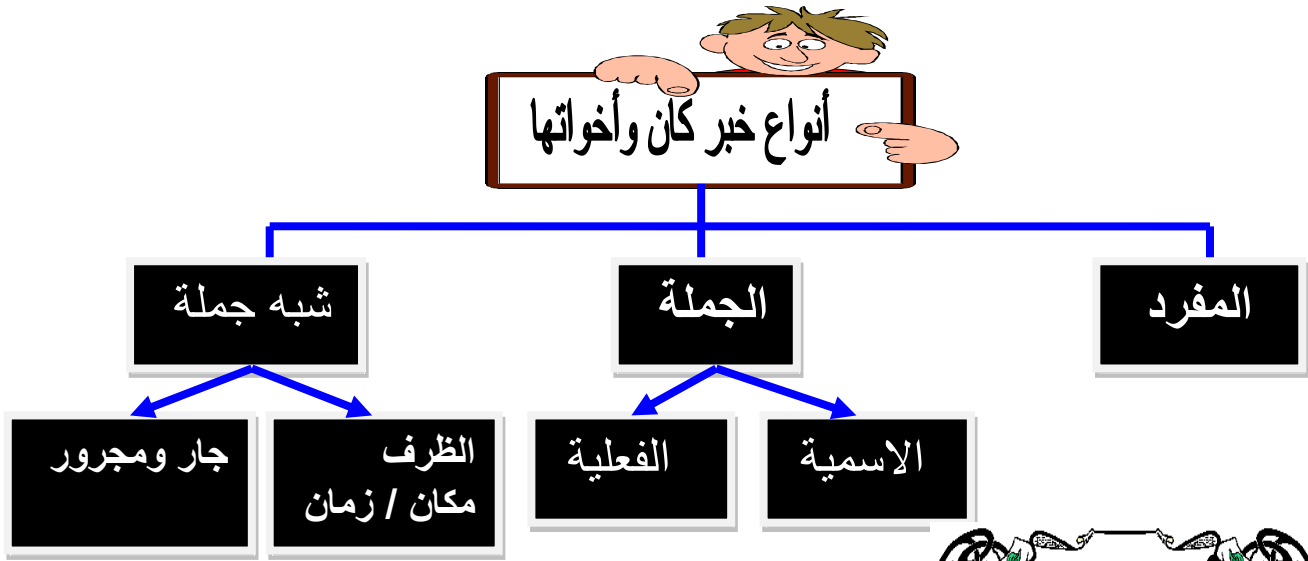 أنواع خبر كان وأخواتها
المفرد
الجملة
شبه جملة
الاسمية
الفعلية
الظرف
مكان / زمان
جار ومجرور